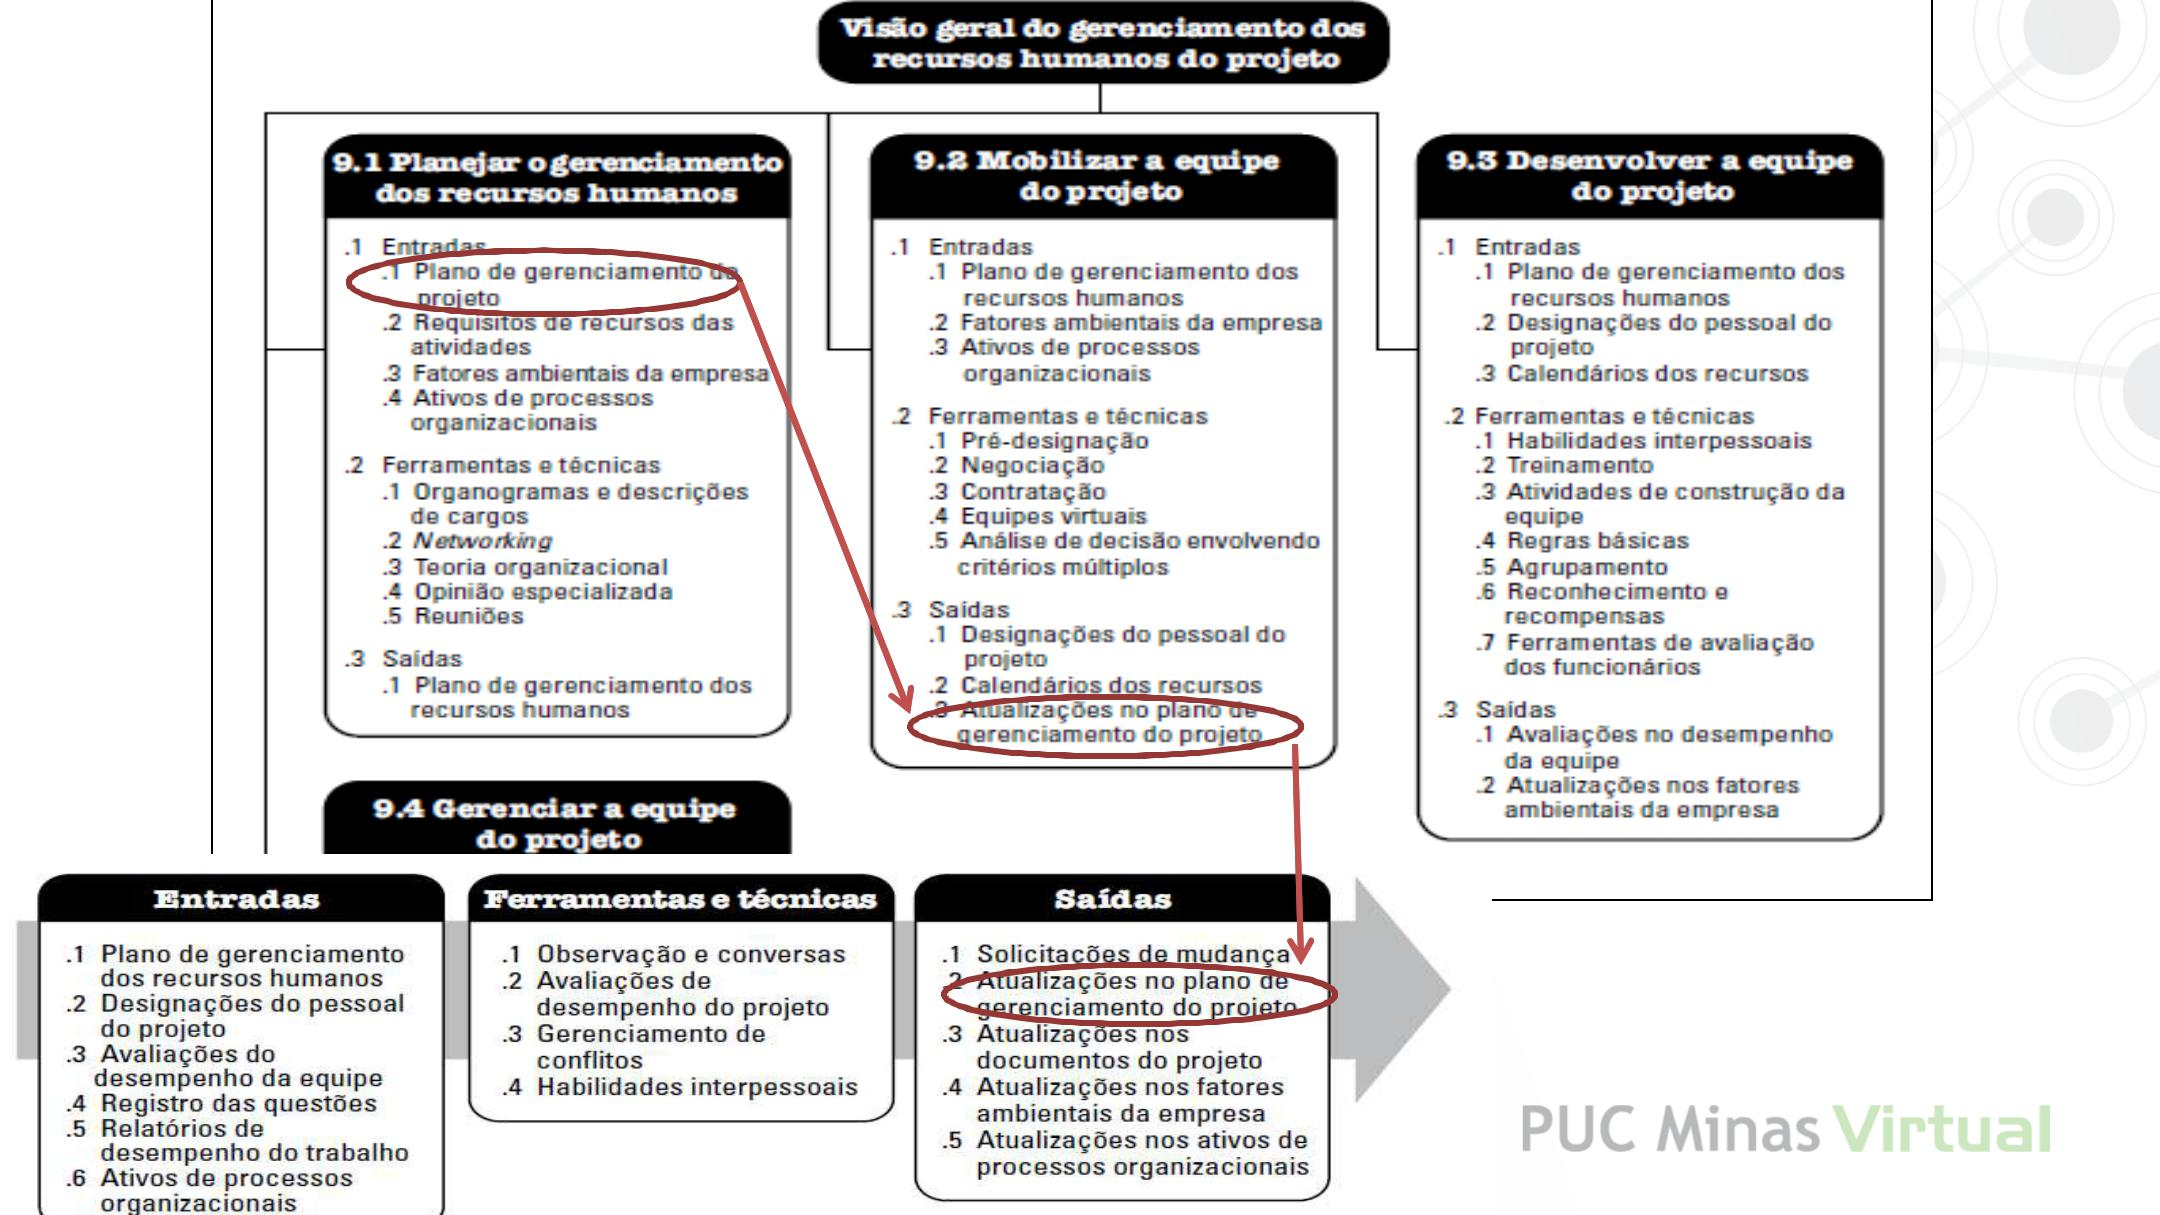 Visão geral do gerenciamento dos
recursos humanos do projeto
9.1 Planejar o gerenciamento
dos recursos humanos
.1 Entradas
.1 Plano de gerenciamento do
projeto
.2 Requisitos de recursos das
atividades
.3 Fatores ambientais da empresa
.4 Ativos de processos
organizacionais
.2 Ferramentas e técnicas
.1 Organogramas e descrições
de cargos
.2 Networking
.3 Teoria organizacional
.4 Opinião especializada
.5 Reuniões
.3 Saídas
.1 Plano de gerenciamento dos
recursos humanos
9.2 Mobilizar a equipe
do projeto
.1 Entradas
.1 Plano de gerenciamento dos
recursos humanos
.2 Fatores ambientais da empresa
.3 Ativos de processos
organizacionais
.2 Ferramentas e técnicas
.1 Pré-designação
.2 Negociação
.3 Contratação
.4 Equipes virtuais
.5 Análise de decisão envolvendo
critérios múltiplos
.3 Saídas
.1 Designações do pessoal do
projeto
.2 Calendários dos recursos
.3 Atualizações no plano de
gerenciamento do projeto
9.3 Desenvolver a equipe
do projeto
.1 Entradas
.1 Plano de gerenciamento dos
recursos humanos
.2 Designações do pessoal do
projeto
.3 Calendários dos recursos
.2 Ferramentas e técnicas
.1 Habilidades interpessoais
.2 Treinamento
.3 Atividades de construção da
equipe
.4 Regras básicas
.5 Agrupamento
.6 Reconhecimento e
recompensas
.7 Ferramentas de avaliação
dos funcionários
.3 Saídas
.1 Avaliações no desempenho
da equipe
.2 Atualizações nos fatores
ambientais da empresa
9.4 Gerenciar a equipe
do projeto
Entradas
.1 Plano de gerenciamento
dos recursos humanos
.2 Designações do pessoal
do projeto
.3 Avaliações do
desempenho da equipe
.4 Registro das questões
.5 Relatórios de
desempenho do trabalho
.6 Ativos de processos
organizacionais
Ferramentas e técnicas
.1 Observação e conversas
.2 Avaliações de
desempenho do projeto
.3 Gerenciamento de
conflitos
.4 Habilidades interpessoais
Saídas
.1 Solicitações de mudança
.2 Atualizações no plano de
gerenciamento do projeto
.3 Atualizações nos
documentos do projeto
.4 Atualizações nos fatores
ambientais da empresa
.5 Atualizações nos ativos de
processos organizacionais
PUC Minas Virtual